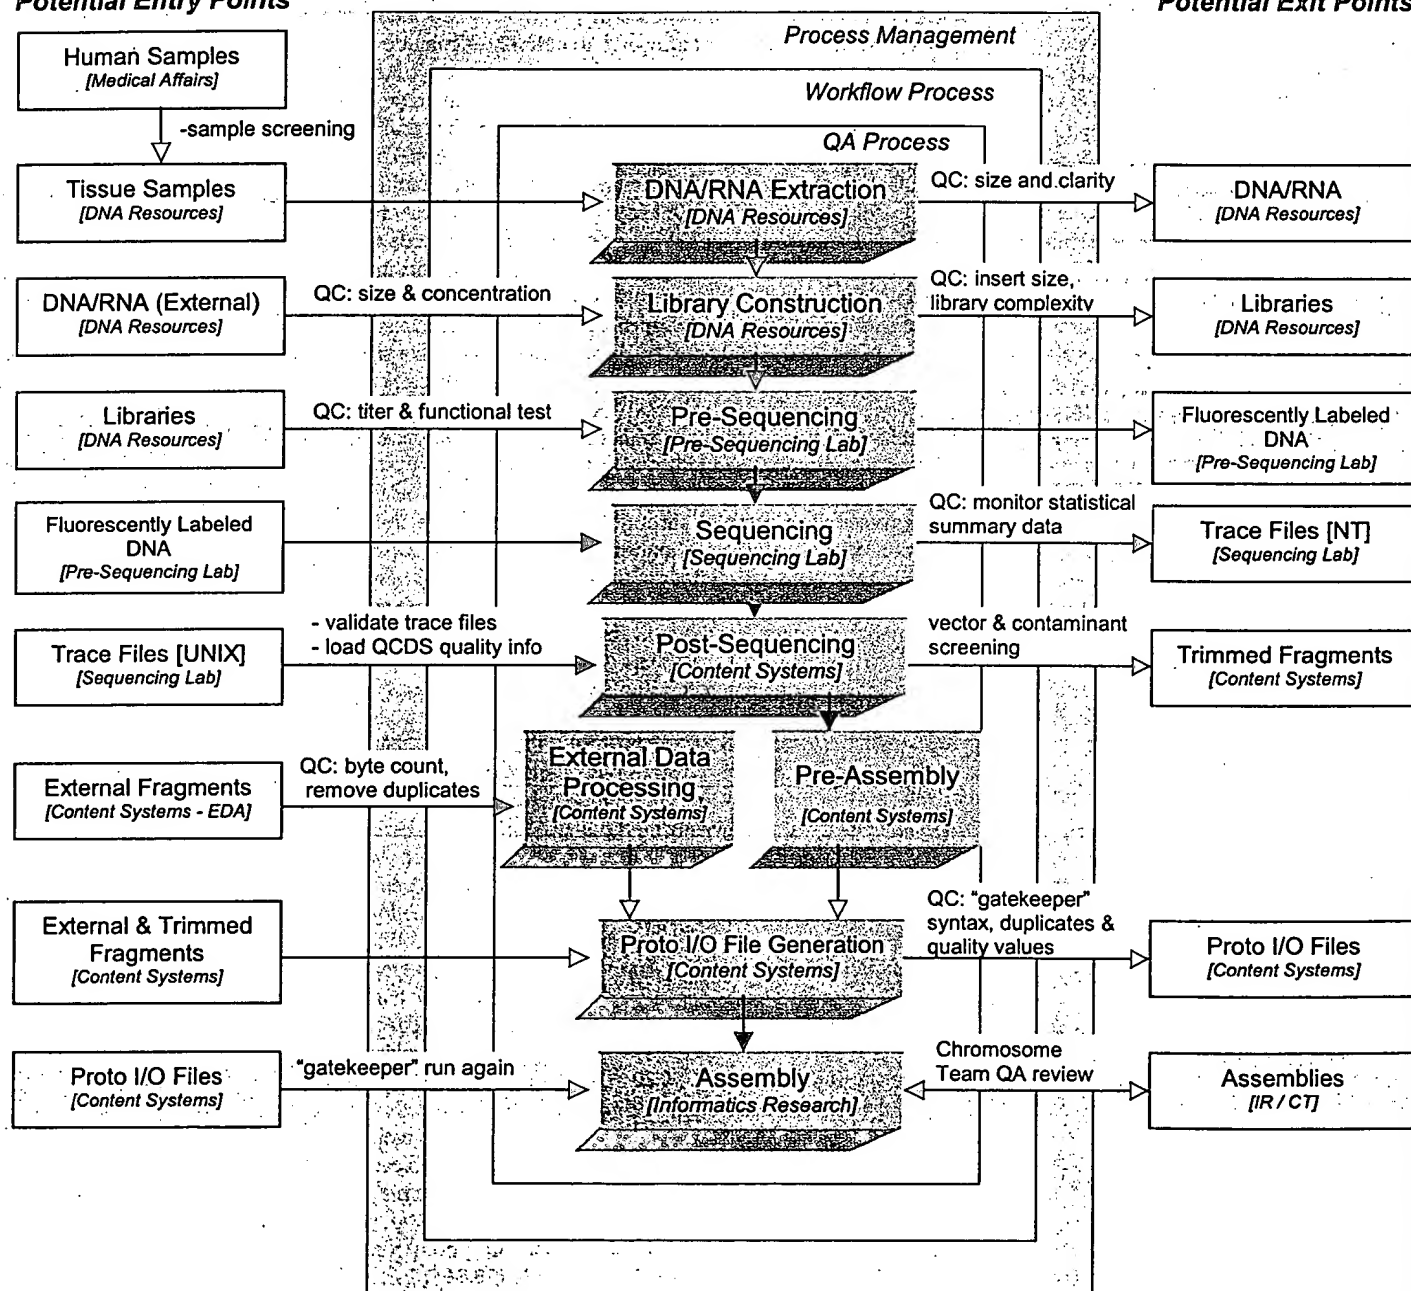 Potential Entry Points
Potential Exit Points
Process Management
Workflow Process
QA Process
Human Samples
[Medical Affairs]
-sample screening
Tissue Samples
[DNA Resources]
DNA/RNA Extraction
[DNA Resources]
QC: size and clarity
DNA/RNA
[DNA Resources]
DNA/RNA (External)
[DNA Resources]
QC: size & concentration
Library Construction
[DNA Resources]
QC: insert size,
library complexity
Libraries
[DNA Resources]
Libraries
[DNA Resources]
QC: titer & functional test
Pre-Sequencing
[Pre-Sequencing Lab]
Fluorescently Labeled
DNA
[Pre-Sequencing Lab]
Fluorescently Labeled
DNA
[Pre-Sequencing Lab]
Sequencing
[Sequencing Lab]
QC: monitor statistical
summary data
Trace Files [NT]
[Sequencing Lab]
Trace Files [UNIX]
[Sequencing Lab]
- validate trace files
- load QCDS quality info
Post-Sequencing
[Content Systems]
vector & contaminant
screening
Trimmed Fragments
[Content Systems]
External Fragments
[Content Systems - EDA]
QC: byte count,
remove duplicates
External Data
Processing
[Content Systems]
Pre-Assembly
[Content Systems]
External & Trimmed
Fragments
[Content Systems]
Proto I/O File Generation
[Content Systems]
QC: "gatekeeper"
syntax, duplicates &
quality values
Proto I/O Files
[Content Systems]
Proto I/O Files
[Content Systems]
"gatekeeper" run again
Assembly
[Informatics Research]
Chromosome
Team QA review
Assemblies
[IR / CT]